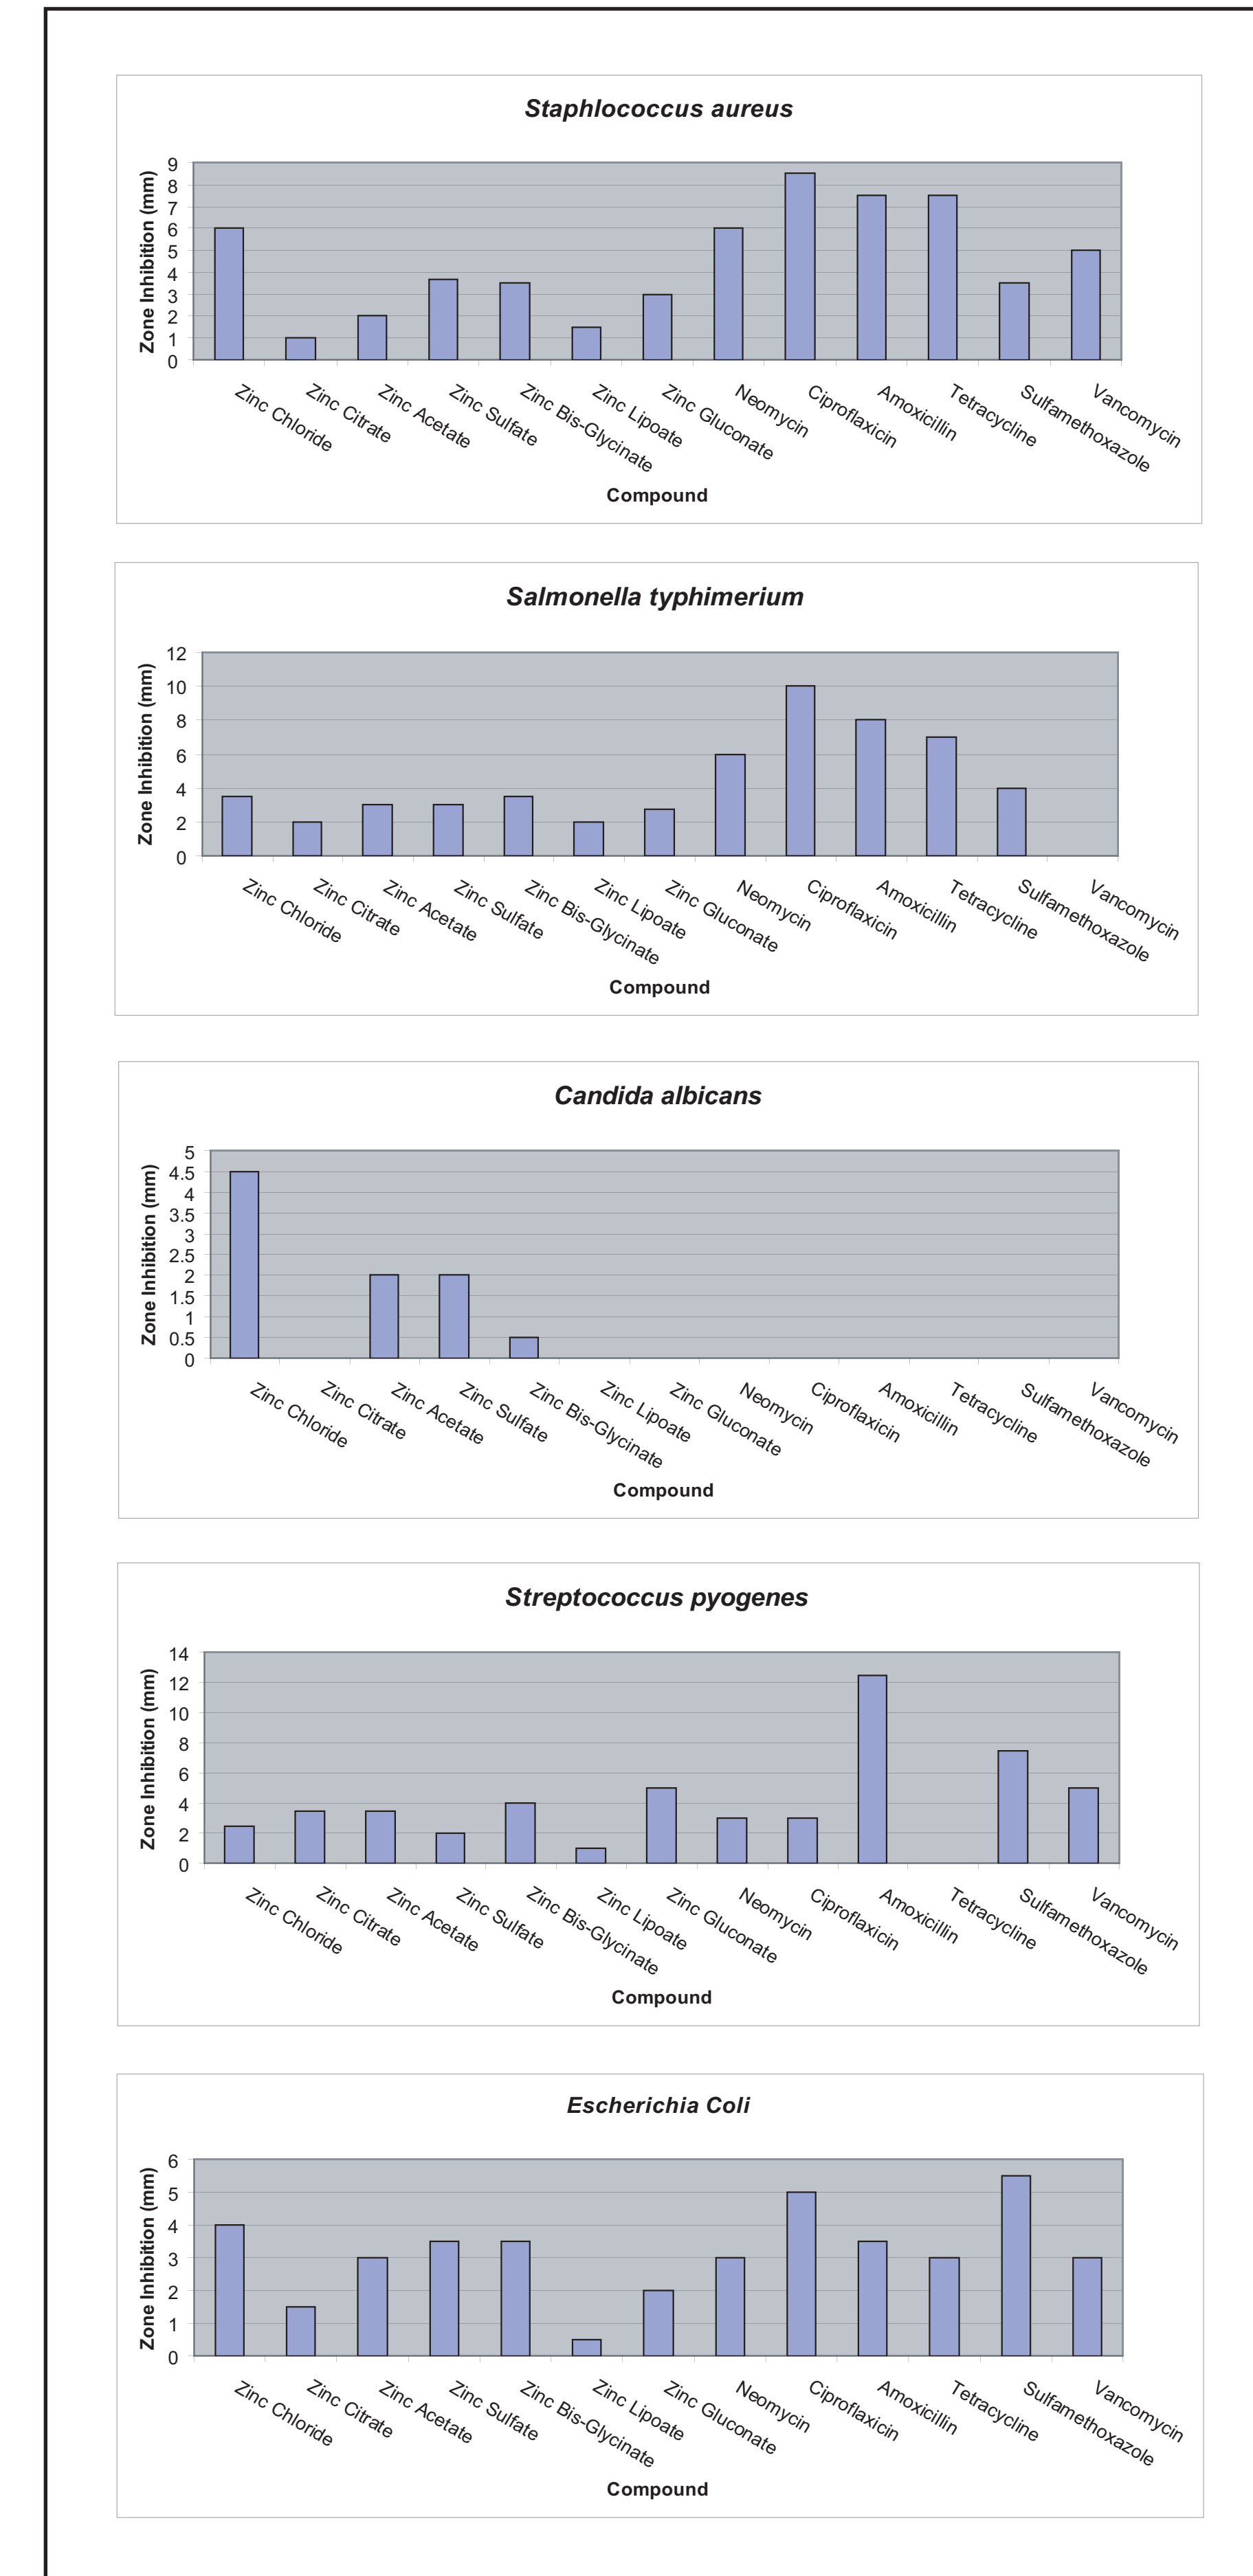 Staphlococcus aureus
Zone Inhibition (mm)
9
8
7
6
5
4
3
2
1
0
Zinc Chloride
Zinc Citrate
Zinc Acetate
Zinc Sulfate
Zinc Bis-Glycinate
Zinc Lipoate
Zinc Gluconate
Neomycin
Ciproflaxicin
Amoxicillin
Tetracycline
Sulfamethoxazole
Vancomycin
Compound
Salmonella typhimerium
Zone Inhibition (mm)
12
10
8
6
4
2
0
Zinc Chloride
Zinc Citrate
Zinc Acetate
Zinc Sulfate
Zinc Bis-Glycinate
Zinc Lipoate
Zinc Gluconate
Neomycin
Ciproflaxicin
Amoxicillin
Tetracycline
Sulfamethoxazole
Vancomycin
Compound
Candida albicans
Zone Inhibition (mm)
5
4.5
4
3.5
3
2.5
2
1.5
1
0.5
0
Zinc Chloride
Zinc Citrate
Zinc Acetate
Zinc Sulfate
Zinc Bis-Glycinate
Zinc Lipoate
Zinc Gluconate
Neomycin
Ciproflaxicin
Amoxicillin
Tetracycline
Sulfamethoxazole
Vancomycin
Compound
Streptococcus pyogenes
Zone Inhibition (mm)
14
12
10
8
6
4
2
0
Zinc Chloride
Zinc Citrate
Zinc Acetate
Zinc Sulfate
Zinc Bis-Glycinate
Zinc Lipoate
Zinc Gluconate
Neomycin
Ciproflaxicin
Amoxicillin
Tetracycline
Sulfamethoxazole
Vancomycin
Compound
Escherichia Coli
Zone Inhibition (mm)
6
5
4
3
2
1
0
Zinc Chloride
Zinc Citrate
Zinc Acetate
Zinc Sulfate
Zinc Bis-Glycinate
Zinc Lipoate
Zinc Gluconate
Neomycin
Ciproflaxicin
Amoxicillin
Tetracycline
Sulfamethoxazole
Vancomycin
Compound